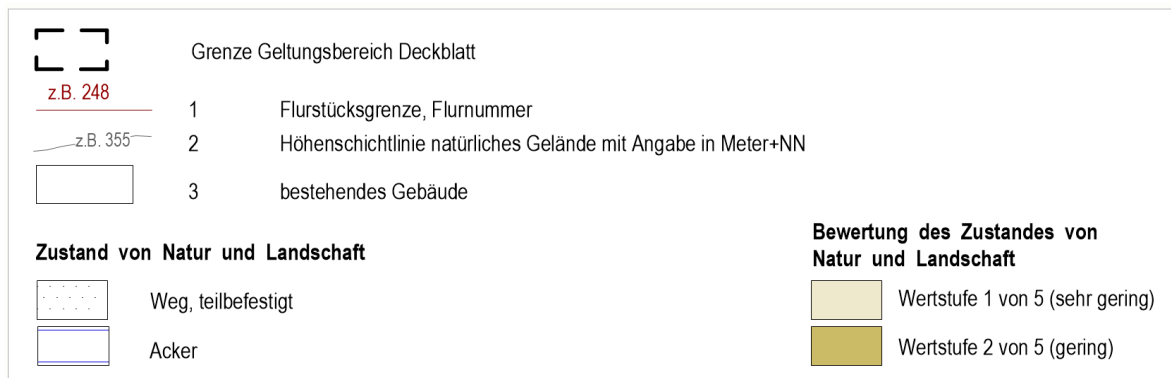 Grenze Geltungsbereich Deckblatt
z.B. 248
1 Flurstücksgrenze, Flurnummer
z.B. 355
2 Höhenschichtlinie natürliches Gelände mit Angabe in Meter+NN
3 bestehendes Gebäude
Zustand von Natur und Landschaft
Weg, teilbefestigt
Acker
Bewertung des Zustandes von
Natur und Landschaft
Wertstufe 1 von 5 (sehr gering)
Wertstufe 2 von 5 (gering)